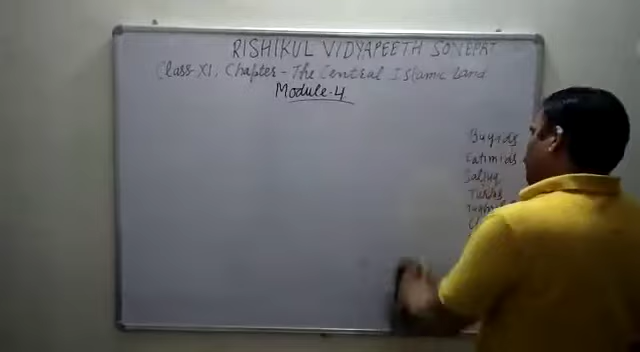 RISHIKUL VIDYAPEETH SONEPAT
Class-XI, Chapter - The Central Islamic Land
Module-4
Buyids
Fatimids
Saljuq
Turks